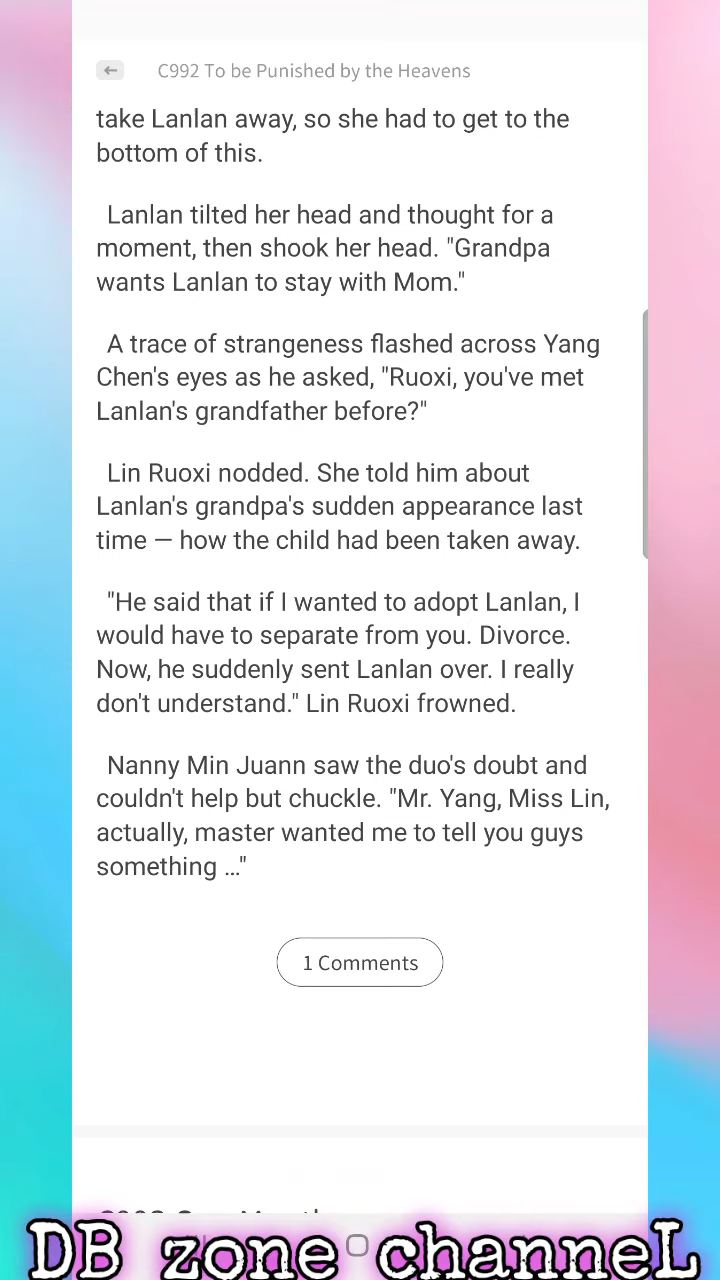 C992 To be Punished by the Heavens
take Lanlan away, so she had to get to the
bottom of this.
Lanlan tilted her head and thought for a
moment, then shook her head. "Grandpa
wants Lanlan to stay with Mom."
A trace of strangeness flashed across Yang
Chen's eyes as he asked, "Ruoxi, you've met
Lanlan's grandfather before?"
Lin Ruoxi nodded. She told him about
Lanlan's grandpa's sudden appearance last
time — how the child had been taken away.
"He said that if I wanted to adopt Lanlan, I
would have to separate from you. Divorce.
Now, he suddenly sent Lanlan over. I really
don't understand." Lin Ruoxi frowned.
Nanny Min Juann saw the duo's doubt and
couldn't help but chuckle. "Mr. Yang, Miss Lin,
actually, master wanted me to tell you guys
something ..."
1 Comments
DB zone channeL